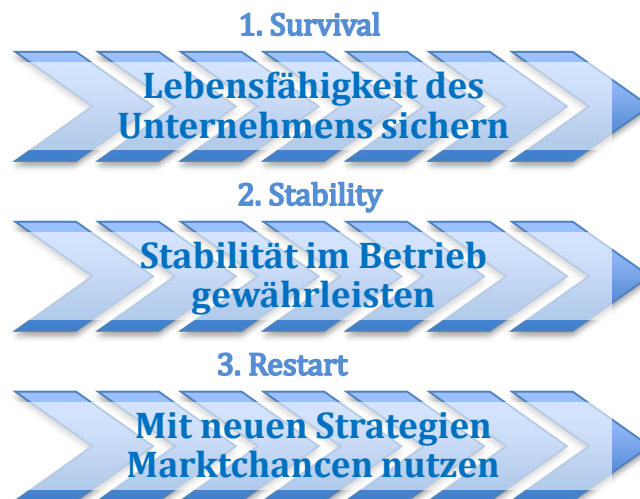 1. Survival
Lebensfähigkeit des
Unternehmens sichern
2. Stability
Stabilität im Betrieb
gewährleisten
3. Restart
Mit neuen Strategien
Marktchancen nutzen